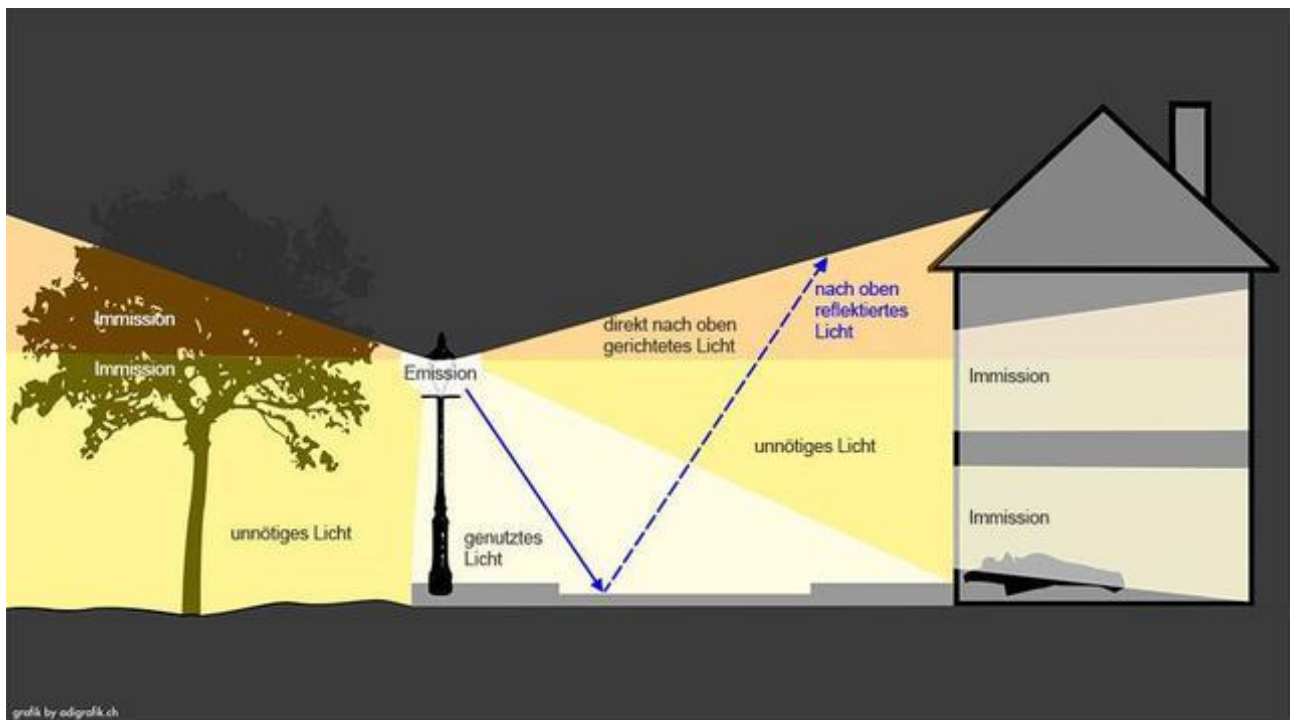 Immission
Immission
unnötiges Licht
Emission
genutztes
Licht
direkt nach oben
gerichtetes Licht
nach oben
reflektiertes
Licht
unnötiges Licht
Immission
Immission
grafik by adigrafik.ch